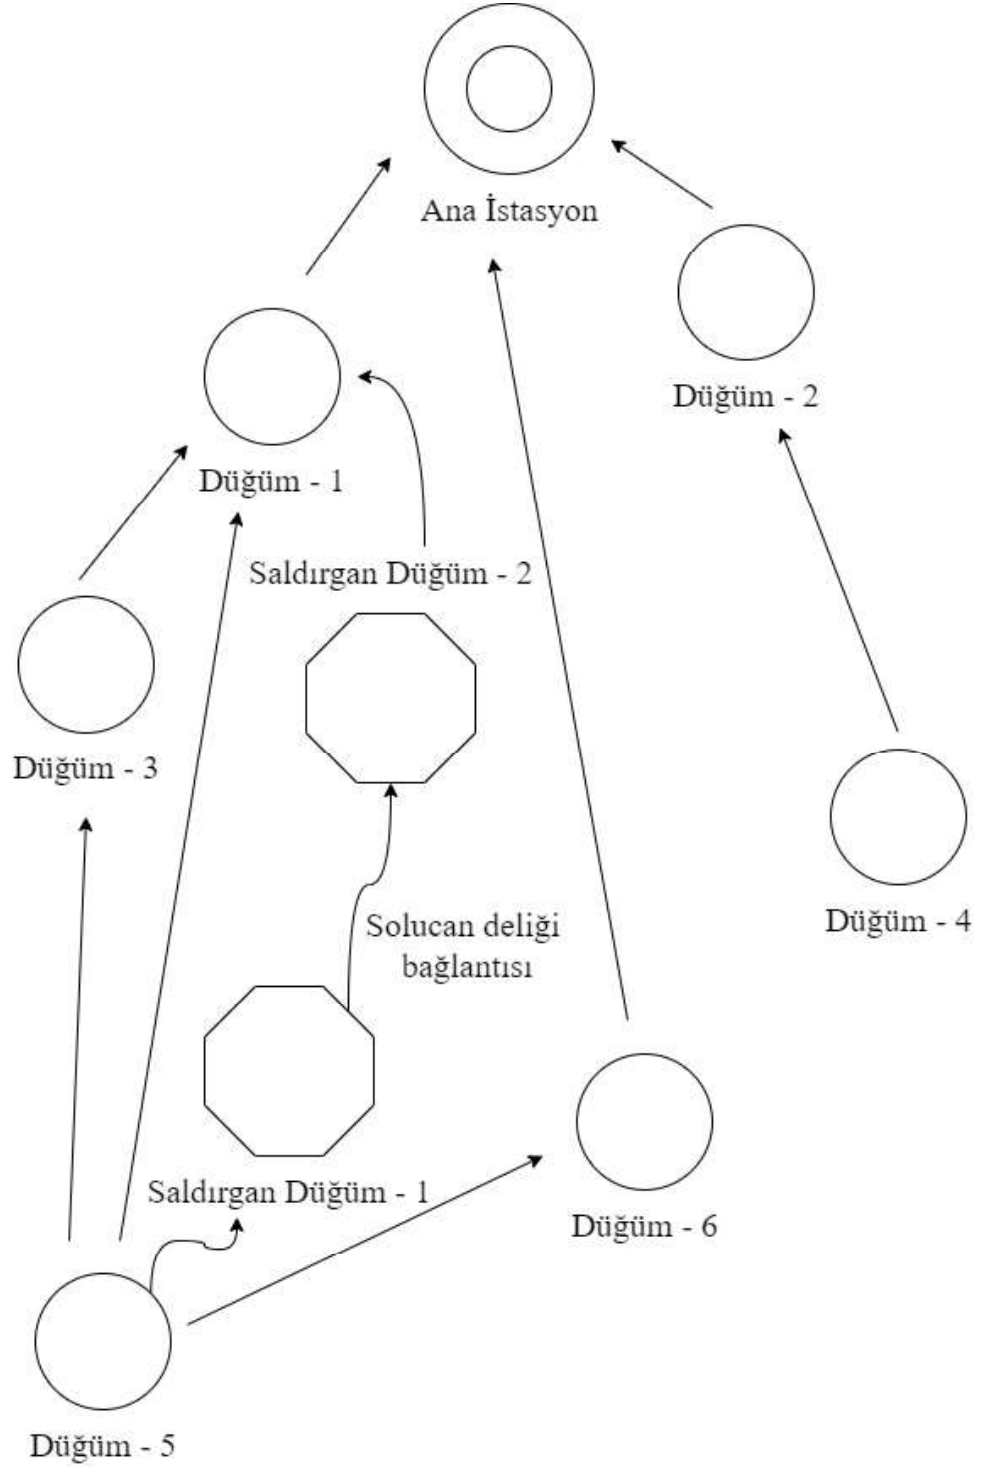 Ana İstasyon
Düğüm - 2
Düğüm - 1
Saldırgan Düğüm - 2
Düğüm - 3
Solucan deliği
bağlantısı
Düğüm - 4
Saldırgan Düğüm - 1
Düğüm - 6
Düğüm - 5